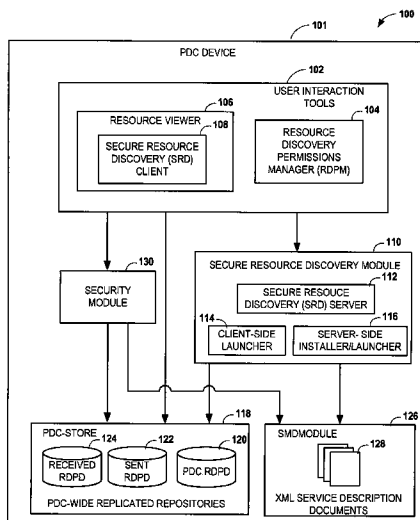 100
101
PDC DEVICE
102
USER INTERACTION
TOOLS
106
RESOURCE VIEWER
108
SECURE RESOURCE
DISCOVERY (SRD)
CLIENT
104
RESOURCE
DISCOVERY
PERMISSIONS
MANAGER (RDPM)
130
SECURITY
MODULE
110
SECURE RESOURCE DISCOVERY MODULE
112
SECURE RESOUCE
DISCOVERY (SRD) SERVER
114
CLIENT-SIDE
LAUNCHER
116
SERVER- SIDE
INSTALLER/LAUNCHER
118
PDC-STORE
124
RECEIVED
RDPD
122
SENT
RDPD
120
PDC RDPD
PDC-WIDE REPLICATED REPOSITORIES
126
SMDMODULE
128
XML SERVICE DESCRIPTION
DOCUMENTS